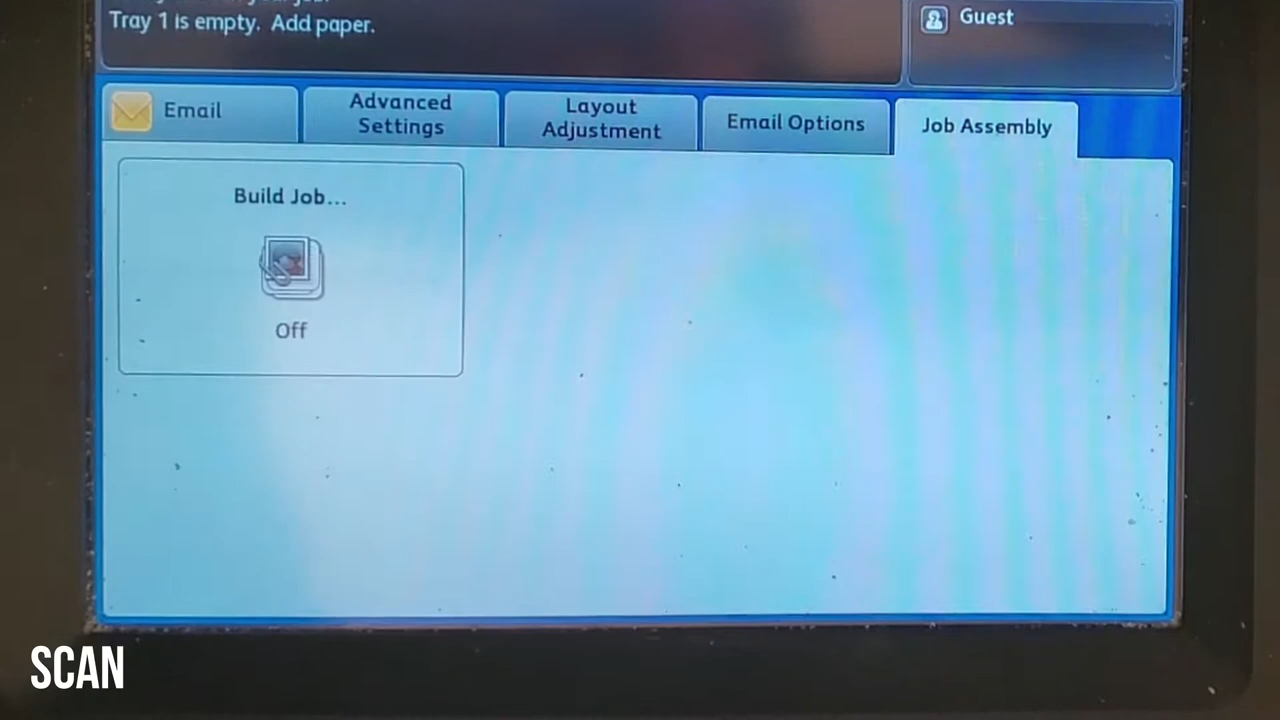 Tray 1 is empty. Add paper.
Guest
Email
Advanced
Settings
Layout
Adjustment
Email Options
Job Assembly
Build Job...
Off
SCAN